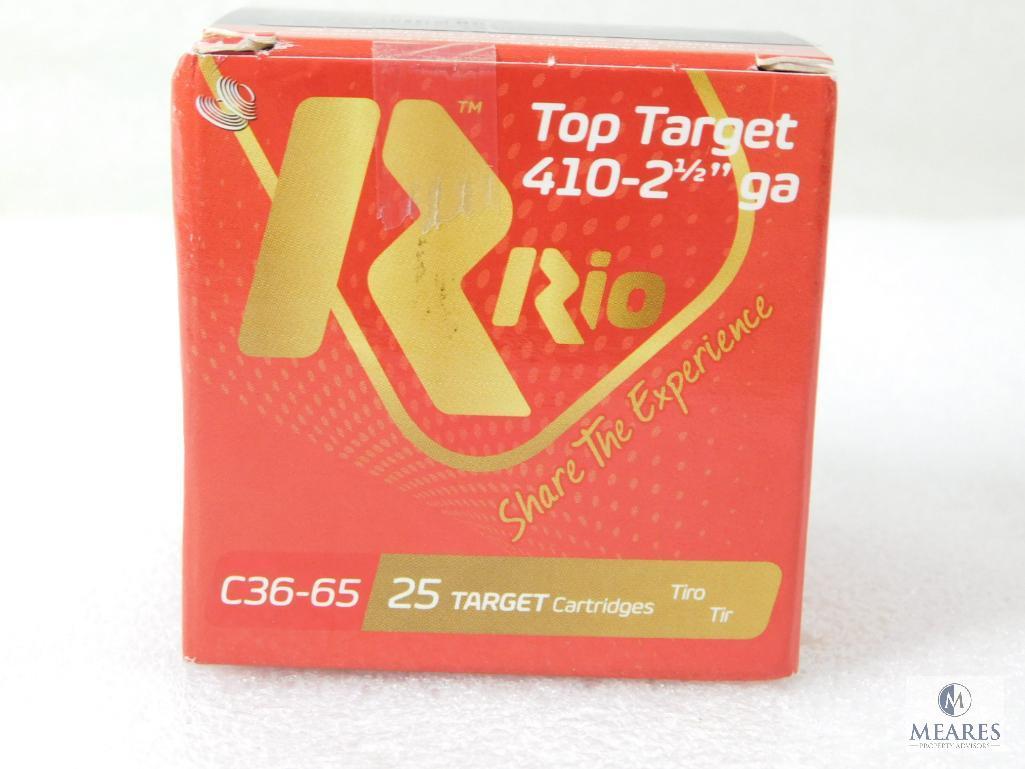 TM
Top Target
410-2½" ga
Rio
Share The Experience
C36-65 25 TARGET Cartridges Tiro
Tir
M
MEARES
PROPERTY ADVISORS